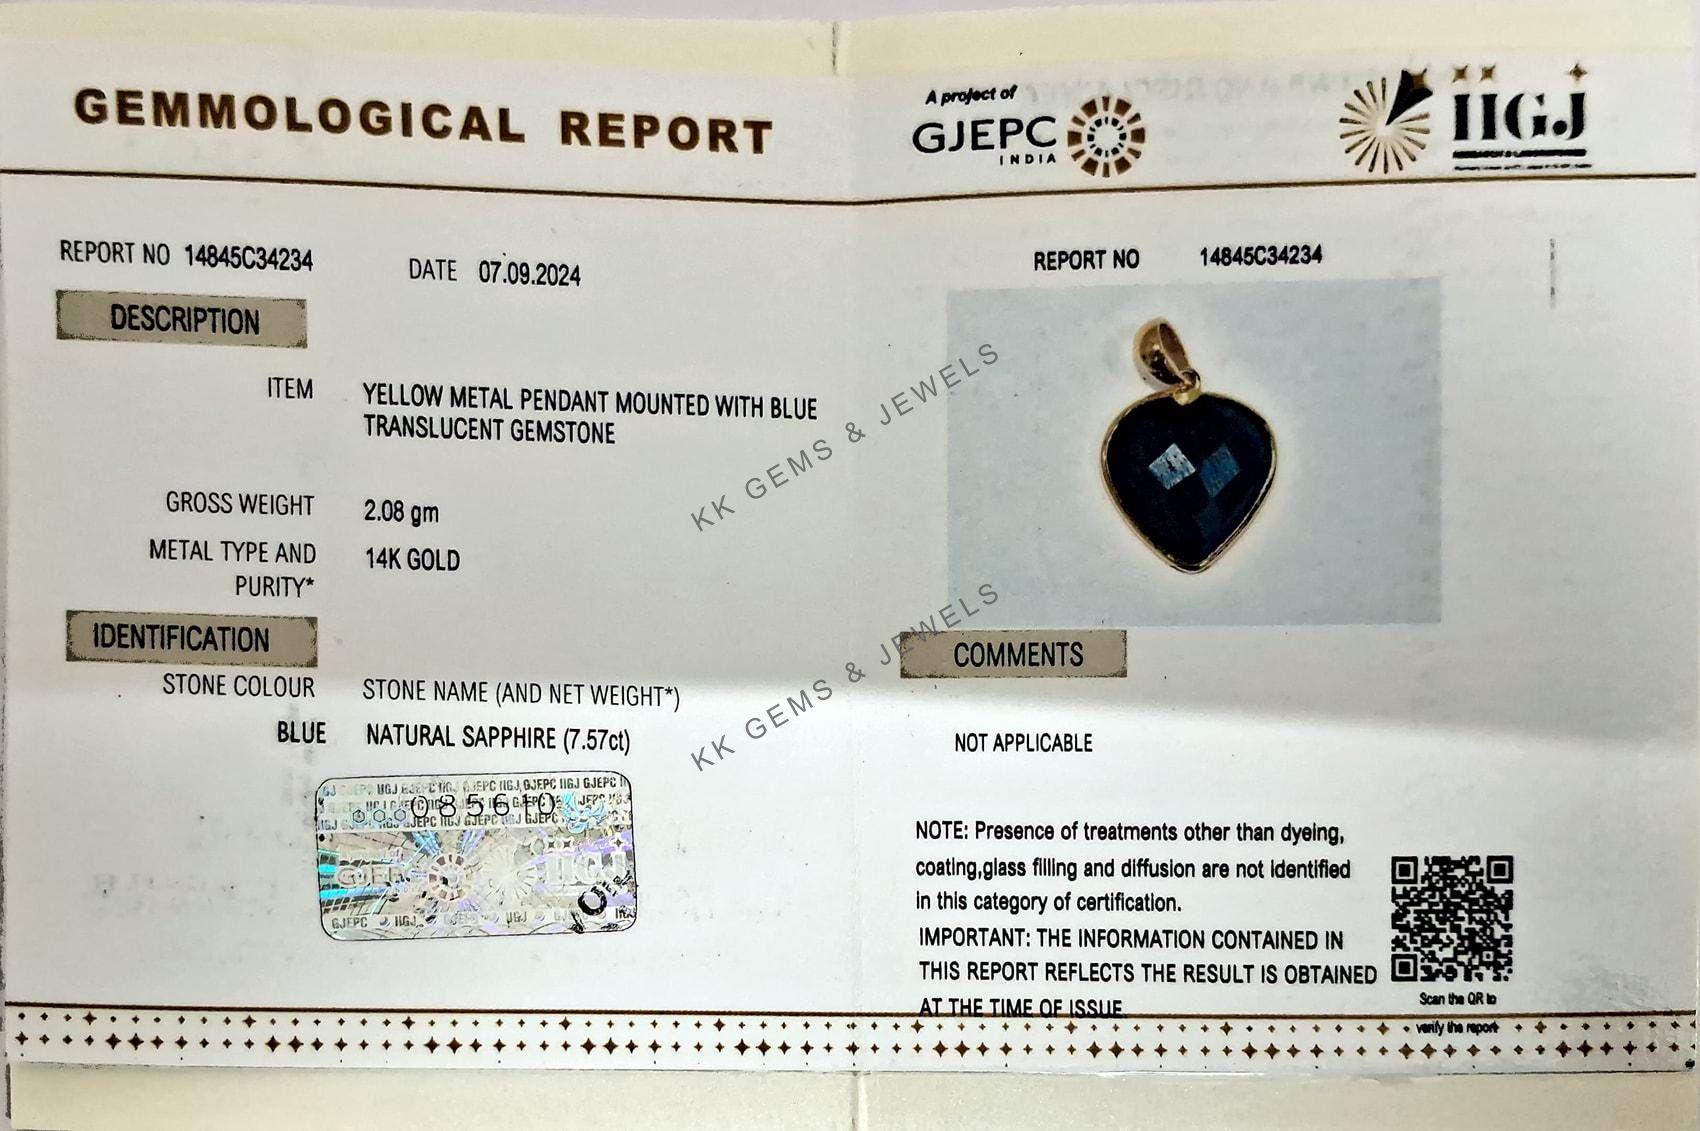 GEMMOLOGICAL REPORT
A project of
GJEPC
INDIA
IIGJ
REPORT NO 14845C34234
DATE 07.09.2024
DESCRIPTION
ITEM
YELLOW METAL PENDANT MOUNTED WITH BLUE
TRANSLUCENT GEMSTONE
GROSS WEIGHT
2.08 gm
METAL TYPE AND
PURITY*
14K GOLD
IDENTIFICATION
STONE COLOUR
STONE NAME (AND NET WEIGHT*)
BLUE
NATURAL SAPPHIRE (7.57ct)
085610
GJEPC
IIGJ
REPORT NO 14845C34234
KK GEMS & JEWELS
KK GEMS & JEWELS
COMMENTS
NOT APPLICABLE
NOTE: Presence of treatments other than dyeing,
coating,glass filling and diffusion are not identified
in this category of certification.
IMPORTANT: THE INFORMATION CONTAINED IN
THIS REPORT REFLECTS THE RESULT IS OBTAINED
AT THE TIME OF ISSUE
Scan the QR to
verify the report